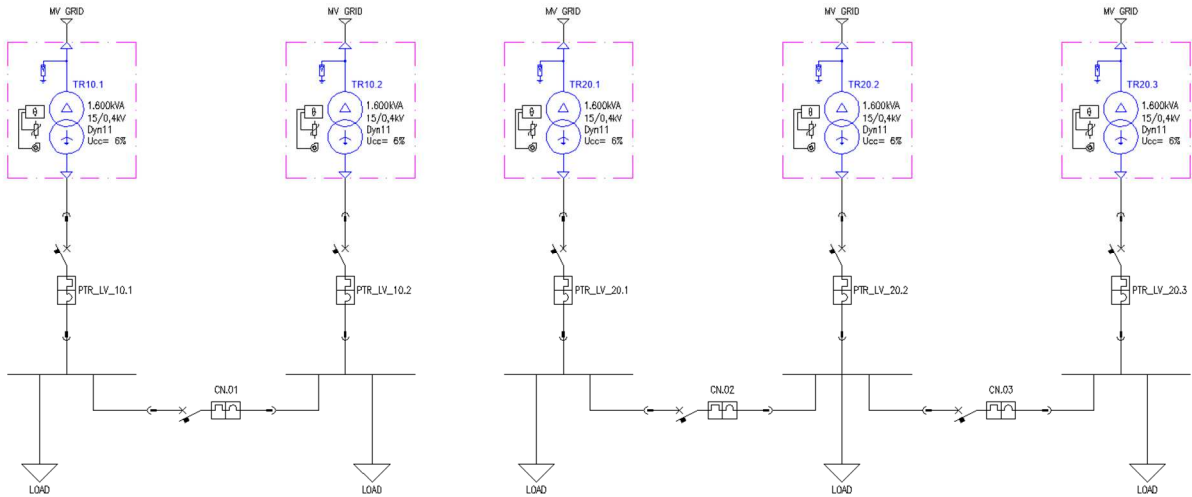 MV GRID
MV GRID
MV GRID
MV GRID
MV GRID
TR10.1
1.600kVA
15/0,4kV
Dyn11
Ucc= 6%
θ
TR10.2
1.600kVA
15/0,4kV
Dyn11
Ucc= 6%
θ
TR20.1
1.600kVA
15/0,4kV
Dyn11
Ucc= 6%
θ
TR20.2
1.600kVA
15/0,4kV
Dyn11
Ucc= 6%
θ
TR20.3
1.600kVA
15/0,4kV
Dyn11
Ucc= 6%
θ
PTR_LV_10.1
PTR_LV_10.2
PTR_LV_20.1
PTR_LV_20.2
PTR_LV_20.3
CN.01
CN.02
CN.03
LOAD
LOAD
LOAD
LOAD
LOAD